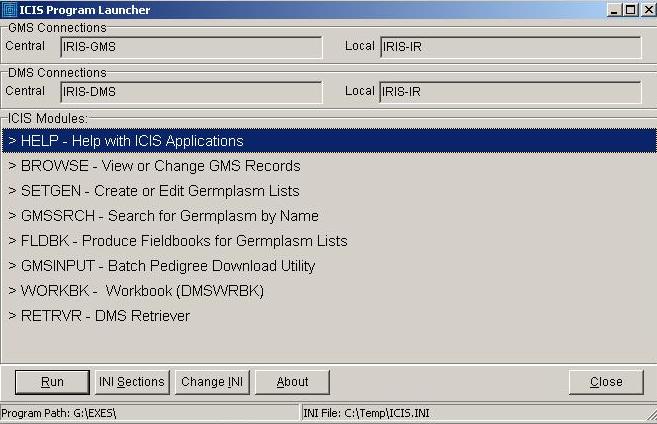 ICIS Program Launcher
GMS Connections
Central IRIS-GMS Local IRIS-IR
DMS Connections
Central IRIS-DMS Local IRIS-IR
ICIS Modules:
> HELP - Help with ICIS Applications
> BROWSE - View or Change GMS Records
> SETGEN - Create or Edit Germplasm Lists
> GMSSRCH - Search for Germplasm by Name
> FLDBK - Produce Fieldbooks for Germplasm Lists
> GMSINPUT - Batch Pedigree Download Utility
> WORKBK - Workbook (DMSWRBK)
> RETRVR - DMS Retriever
Run INI Sections Change INI About Close
Program Path: G:\EXES\ INI File: C:\Temp\ICIS.INI